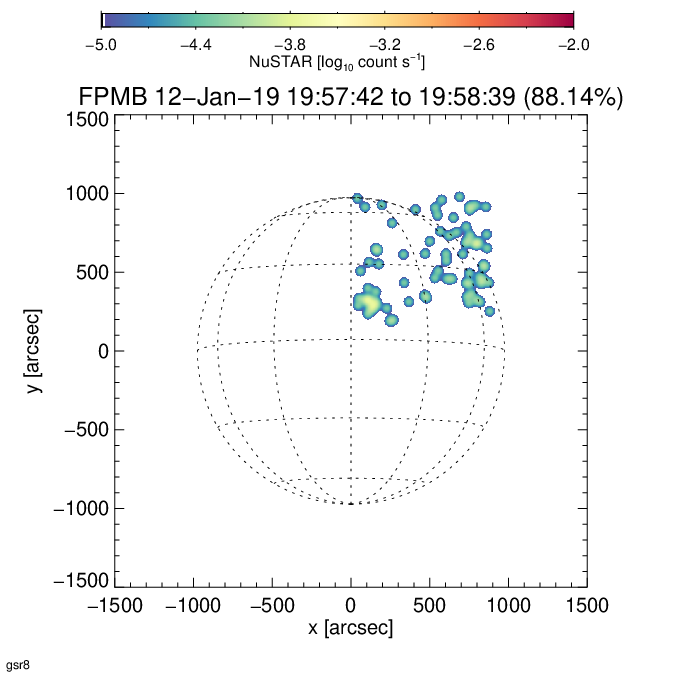 −5.0 −4.4 −3.8 −3.2 −2.6 −2.0
NuSTAR [log₁₀ count s⁻¹]
FPMB 12−Jan−19 19:57:42 to 19:58:39 (88.14%)
1500
1000
500
0
−500
−1000
−1500
y [arcsec]
−1500 −1000 −500 0 500 1000 1500
x [arcsec]
gsr8